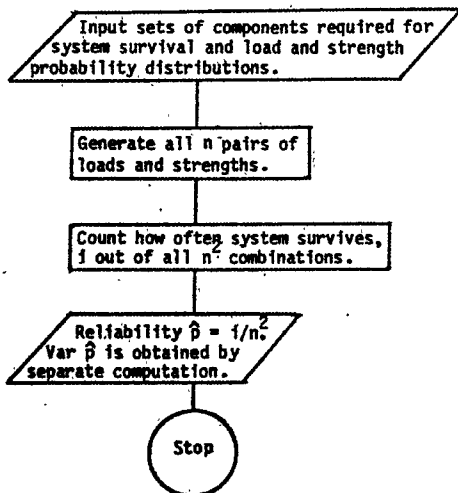 Input sets of components required for
system survival and load and strength
probability distributions.
Generate all n pairs of
loads and strengths.
Count how often system survives,
i out of all n² combinations.
Reliability p̂ = i/n².
Var p̂ is obtained by
separate computation.
Stop